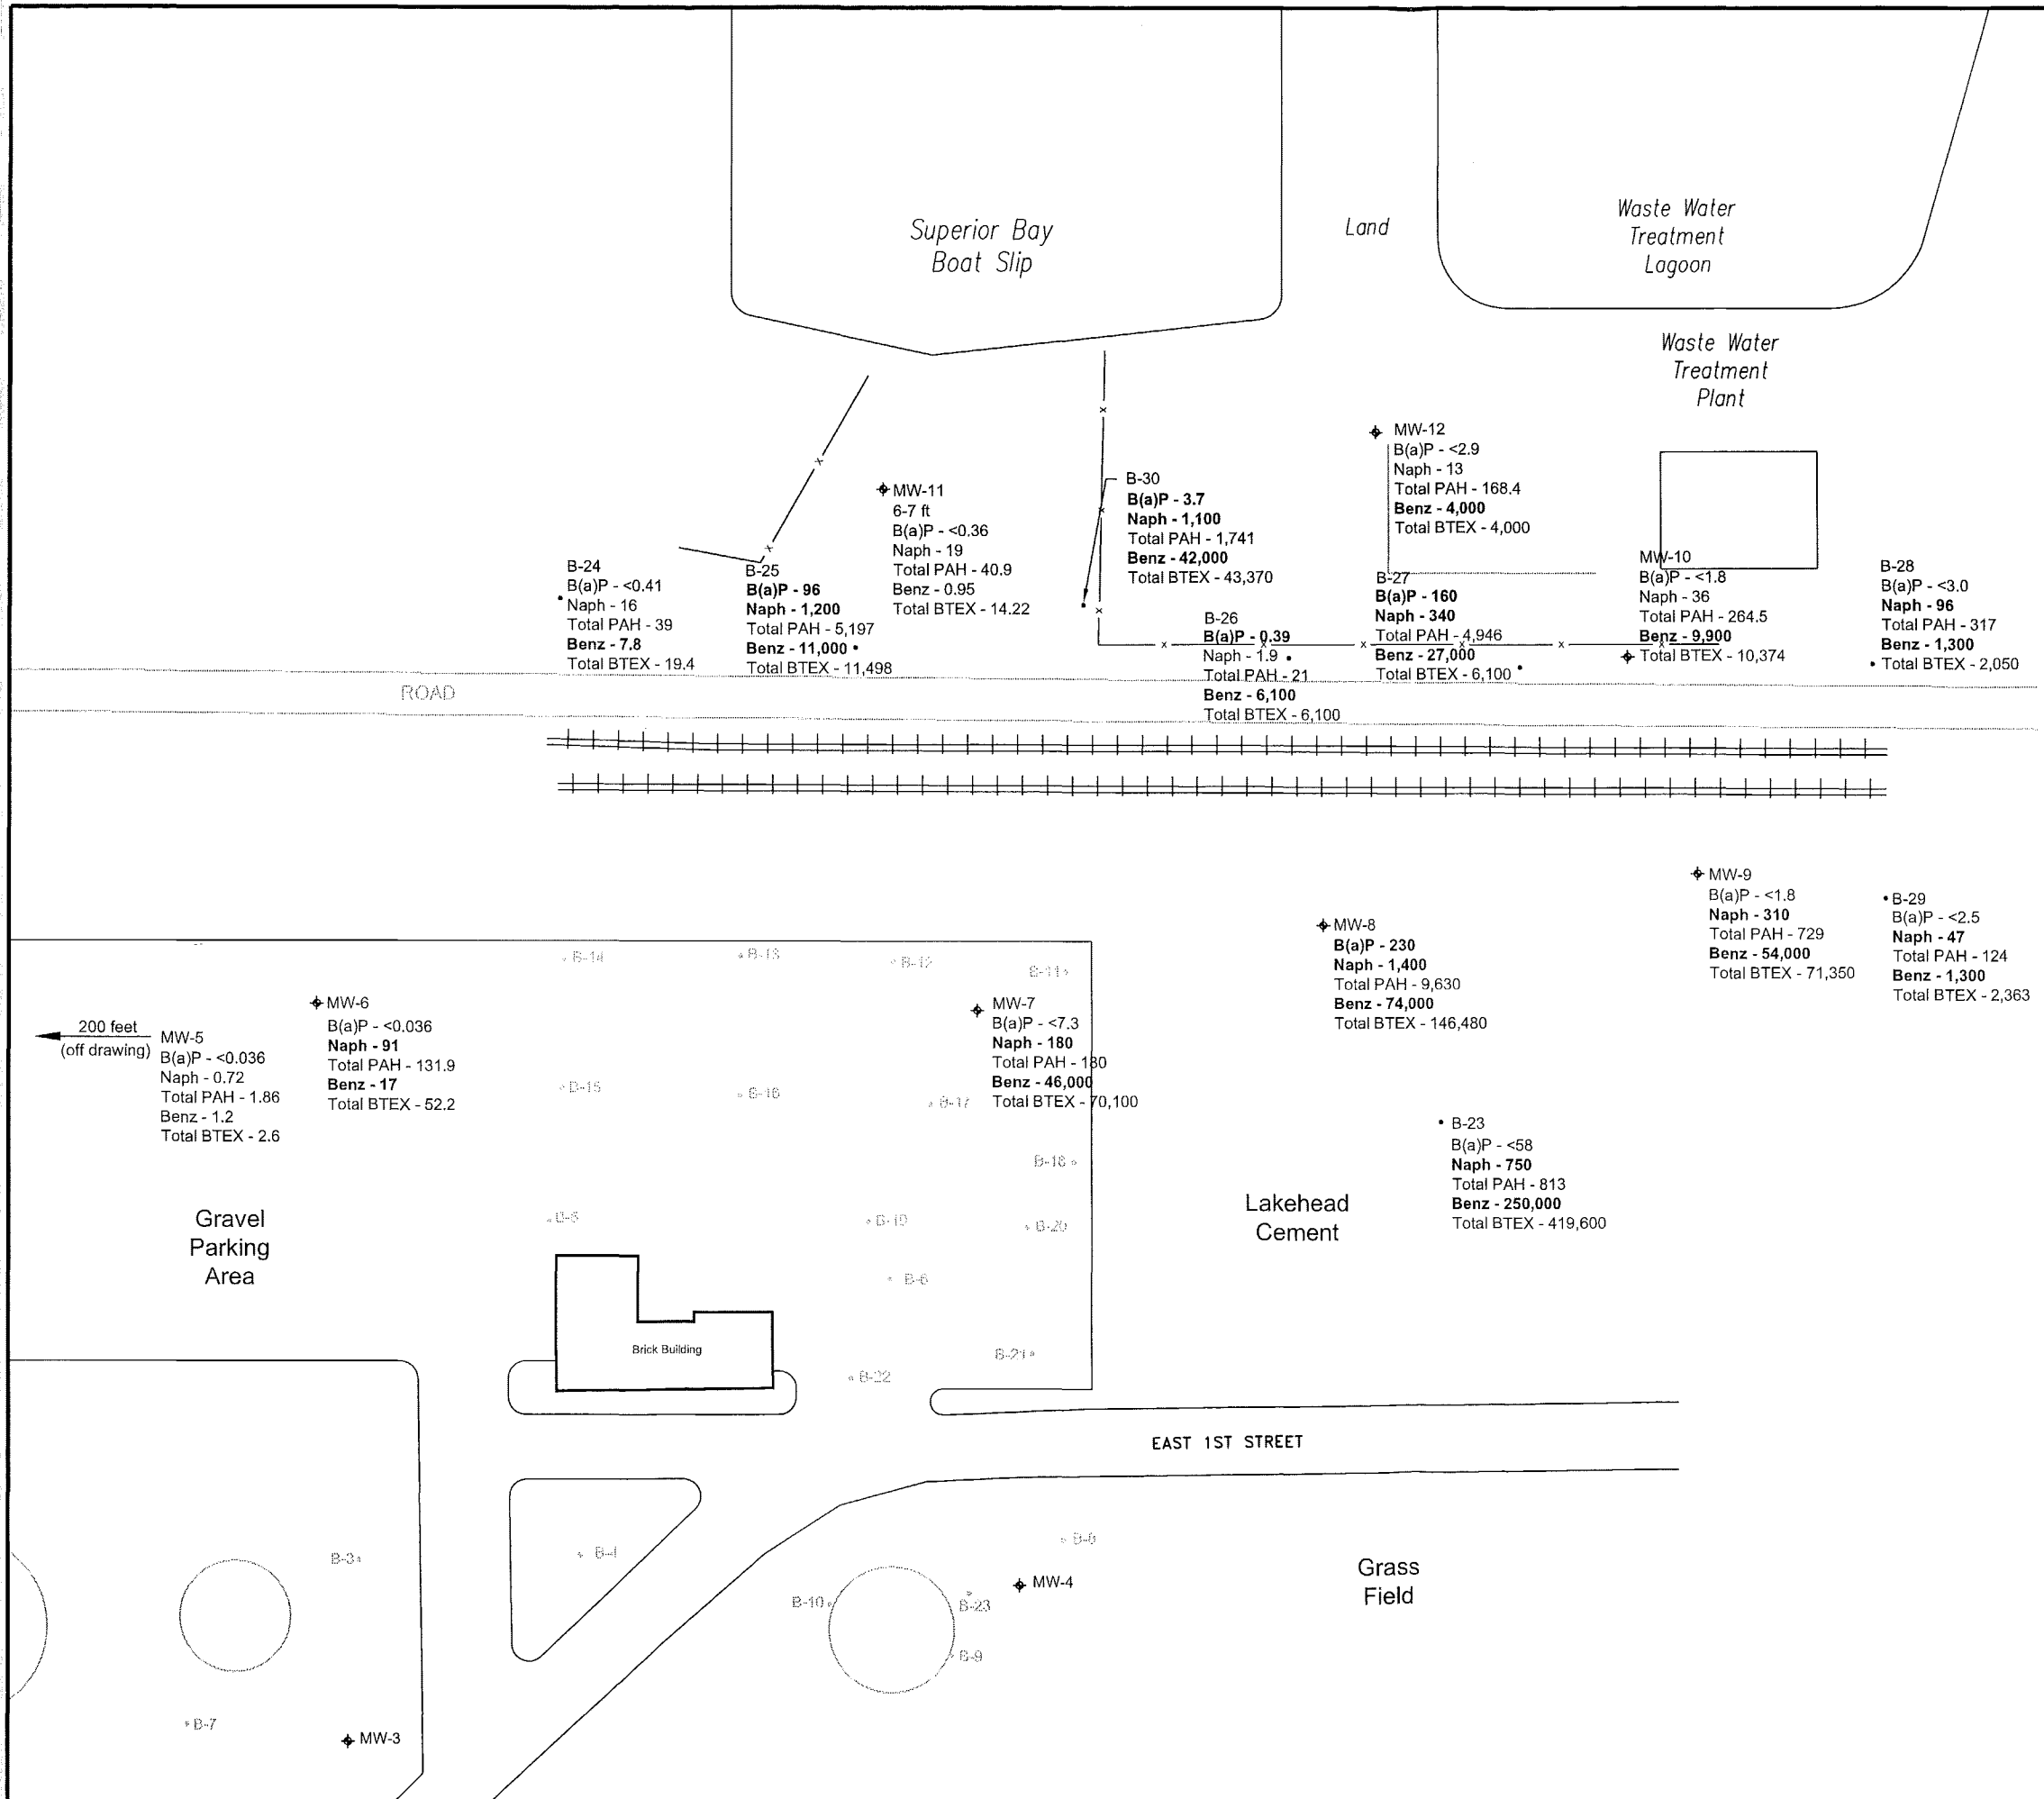 Superior Bay
Boat Slip
Land
Waste Water
Treatment
Lagoon
Waste Water
Treatment
Plant
MW-12
B(a)P - <2.9
Naph - 13
Total PAH - 168.4
Benz - 4,000
Total BTEX - 4,000
MW-11
6-7 ft
B(a)P - <0.36
Naph - 19
Total PAH - 40.9
Benz - 0.95
Total BTEX - 14.22
B-30
B(a)P - 3.7
Naph - 1,100
Total PAH - 1,741
Benz - 42,000
Total BTEX - 43,370
B-24
B(a)P - <0.41
Naph - 16
Total PAH - 39
Benz - 7.8
Total BTEX - 19.4
B-25
B(a)P - 96
Naph - 1,200
Total PAH - 5,197
Benz - 11,000
Total BTEX - 11,498
B-26
B(a)P - 0.39
Naph - 1.9
Total PAH - 21
Benz - 6,100
Total BTEX - 6,100
B-27
B(a)P - 160
Naph - 340
Total PAH - 4,946
Benz - 27,000
Total BTEX - 6,100
MW-10
B(a)P - <1.8
Naph - 36
Total PAH - 264.5
Benz - 9,900
Total BTEX - 10,374
B-28
B(a)P - <3.0
Naph - 96
Total PAH - 317
Benz - 1,300
Total BTEX - 2,050
ROAD
MW-9
B(a)P - <1.8
Naph - 310
Total PAH - 729
Benz - 54,000
Total BTEX - 71,350
B-29
B(a)P - <2.5
Naph - 47
Total PAH - 124
Benz - 1,300
Total BTEX - 2,363
MW-8
B(a)P - 230
Naph - 1,400
Total PAH - 9,630
Benz - 74,000
Total BTEX - 146,480
B-14
B-13
B-12
B-11
MW-6
B(a)P - <0.036
Naph - 91
Total PAH - 131.9
Benz - 17
Total BTEX - 52.2
MW-7
B(a)P - <7.3
Naph - 180
Total PAH - 180
Benz - 46,000
Total BTEX - 70,100
200 feet
(off drawing)
MW-5
B(a)P - <0.036
Naph - 0.72
Total PAH - 1.86
Benz - 1.2
Total BTEX - 2.6
B-15
B-16
B-17
B-23
B(a)P - <58
Naph - 750
Total PAH - 813
Benz - 250,000
Total BTEX - 419,600
B-18
Gravel
Parking
Area
B-19
B-20
Lakehead
Cement
Brick Building
B-21
B-22
EAST 1ST STREET
B-3
B-4
MW-4
Grass
Field
B-10
B-23
B-9
B-7
MW-3